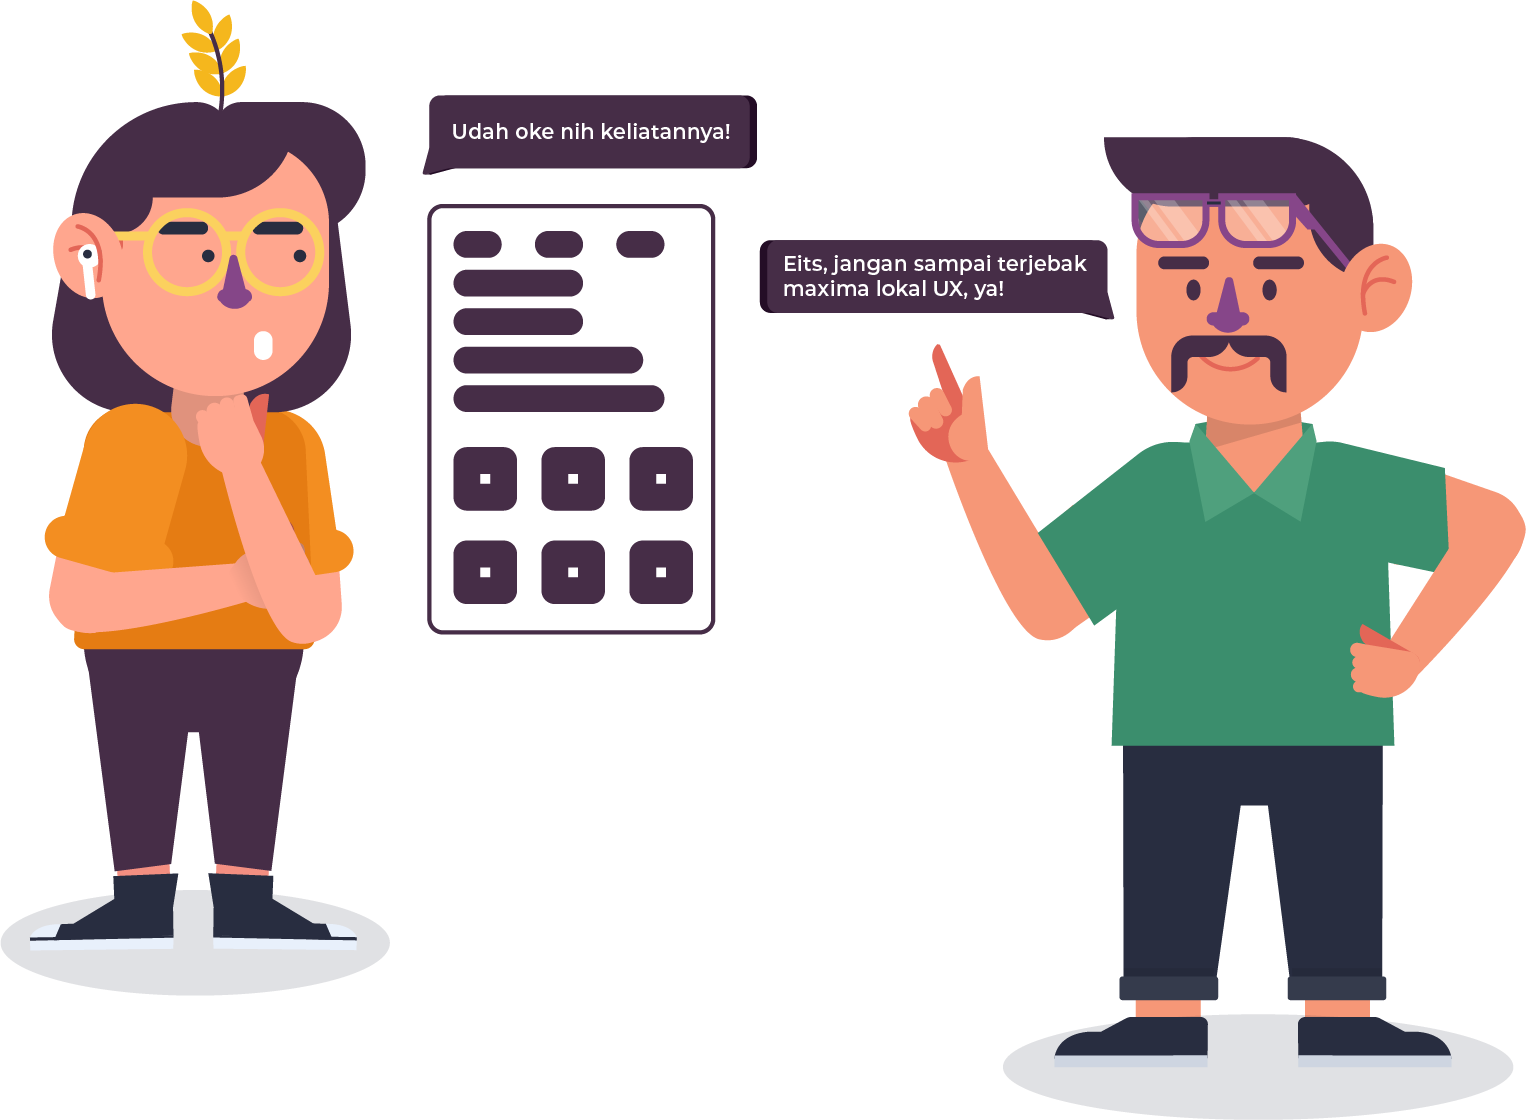 Udah oke nih keliatannya!
Eits, jangan sampai terjebak
maxima lokal UX, ya!